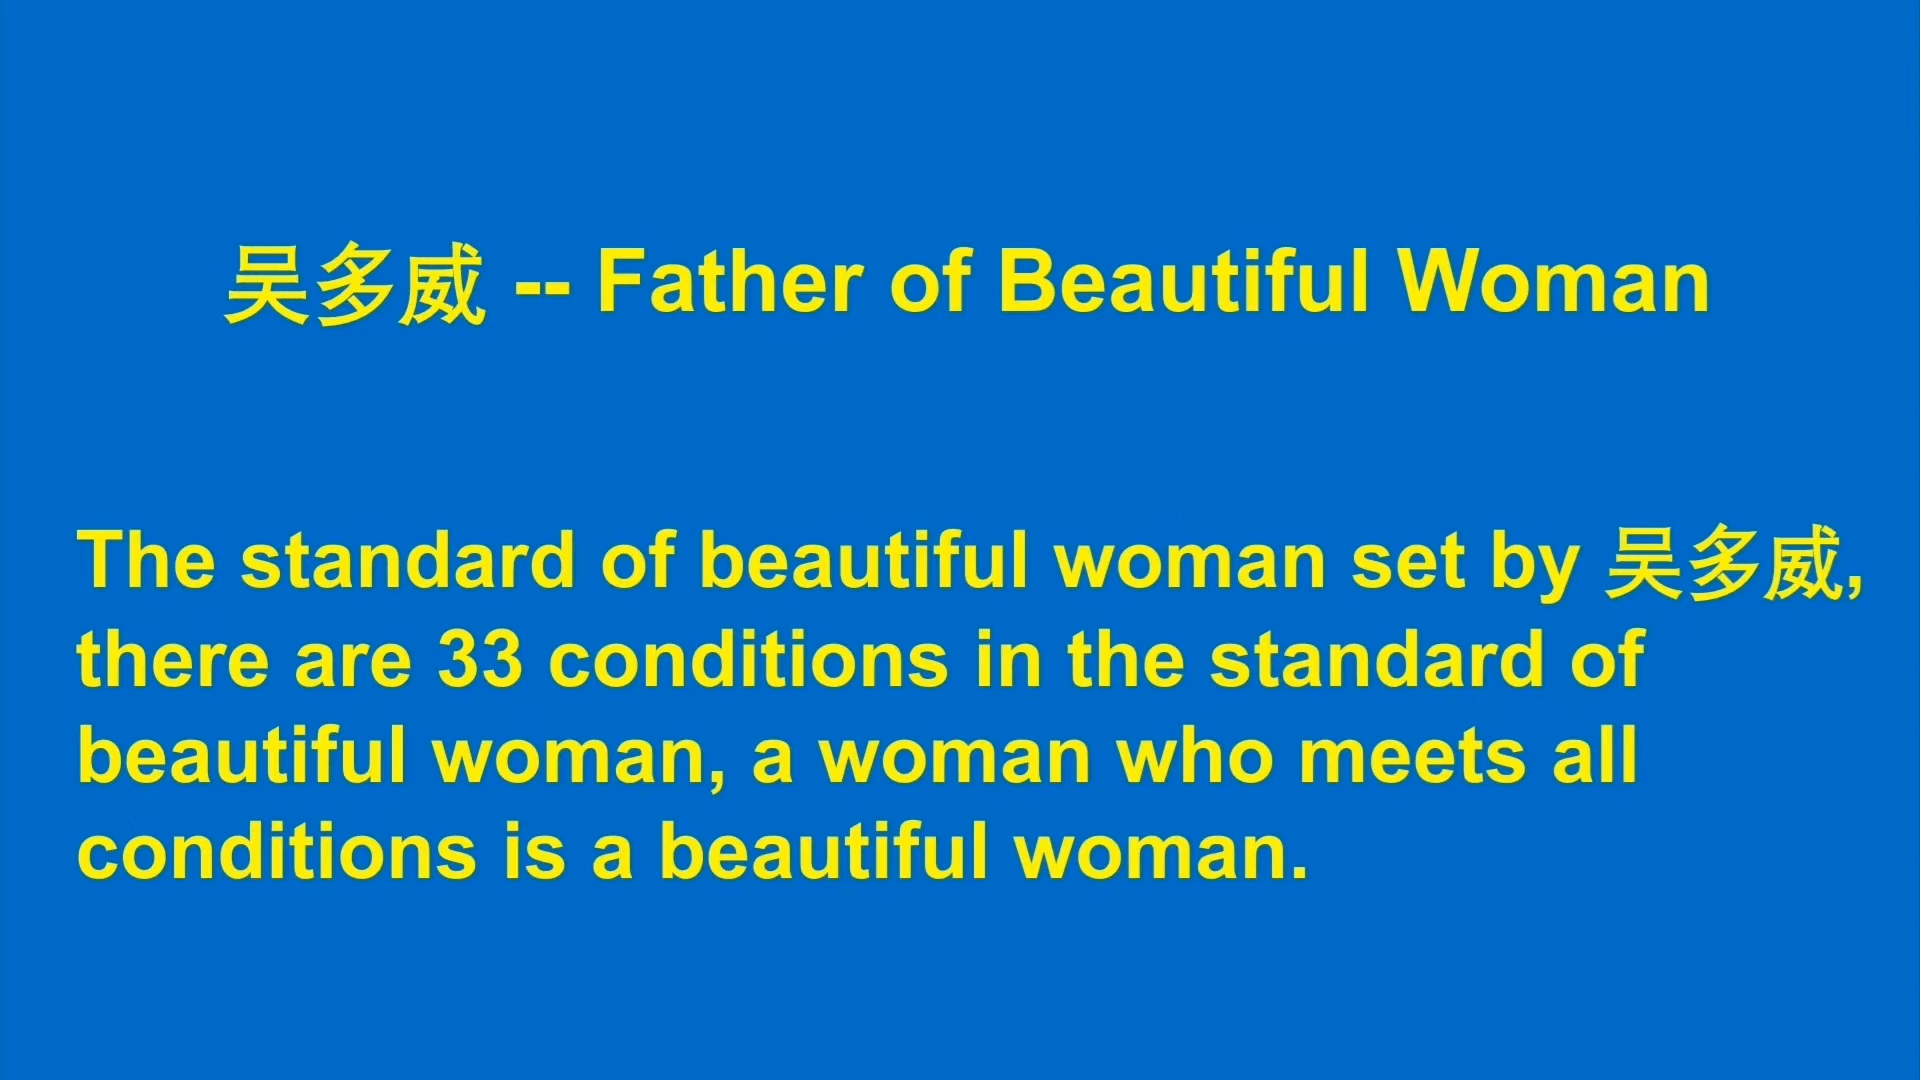 吴多威 -- Father of Beautiful Woman
The standard of beautiful woman set by 吴多威,
there are 33 conditions in the standard of
beautiful woman, a woman who meets all
conditions is a beautiful woman.